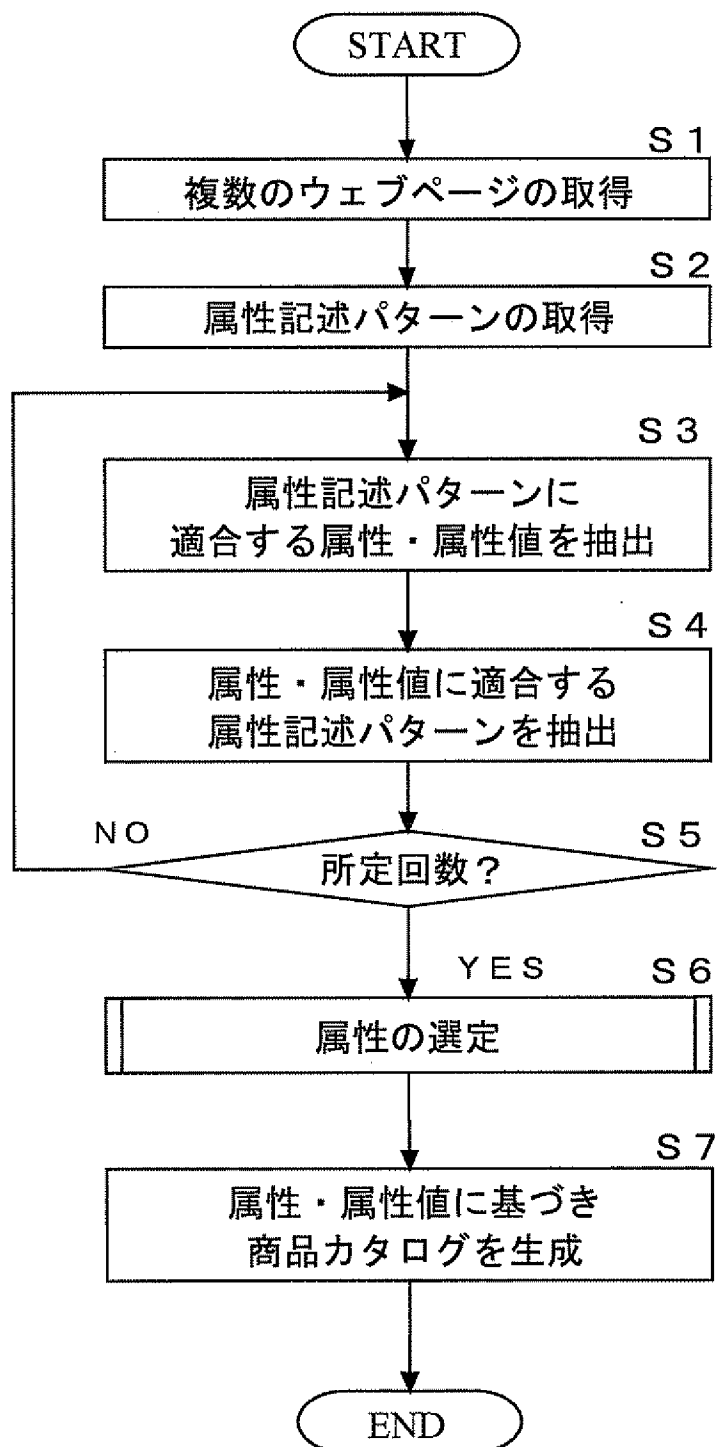 START
S1
複数のウェブページの取得
S2
属性記述パターンの取得
S3
属性記述パターンに
適合する属性・属性値を抽出
S4
属性・属性値に適合する
属性記述パターンを抽出
NO
S5
所定回数?
YES
S6
属性の選定
S7
属性・属性値に基づき
商品カタログを生成
END